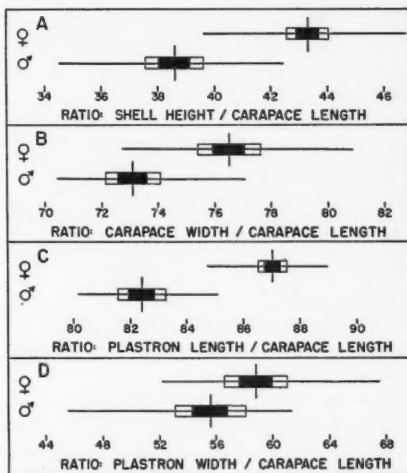 A
♀
♂
34 36 38 40 42 44 46
RATIO: SHELL HEIGHT / CARAPACE LENGTH
B
♀
♂
70 72 74 76 78 80 82
RATIO: CARAPACE WIDTH / CARAPACE LENGTH
C
♀
♂
80 82 84 86 88 90
RATIO: PLASTRON LENGTH / CARAPACE LENGTH
D
♀
♂
44 48 52 56 60 64 68
RATIO: PLASTRON WIDTH / CARAPACE LENGTH